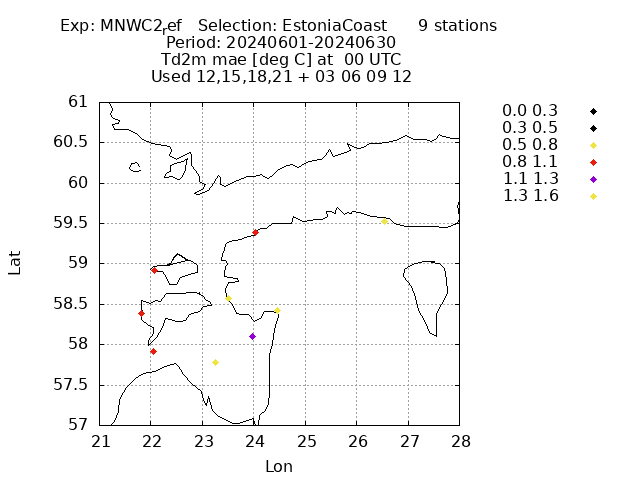 Exp: MNWC2ref Selection: EstoniaCoast 9 stations
Period: 20240601-20240630
Td2m mae [deg C] at 00 UTC
Used 12,15,18,21 + 03 06 09 12
0.0 0.3
0.3 0.5
0.5 0.8
0.8 1.1
1.1 1.3
1.3 1.6
61
60.5
60
59.5
59
58.5
58
57.5
57
Lat
21 22 23 24 25 26 27 28
Lon